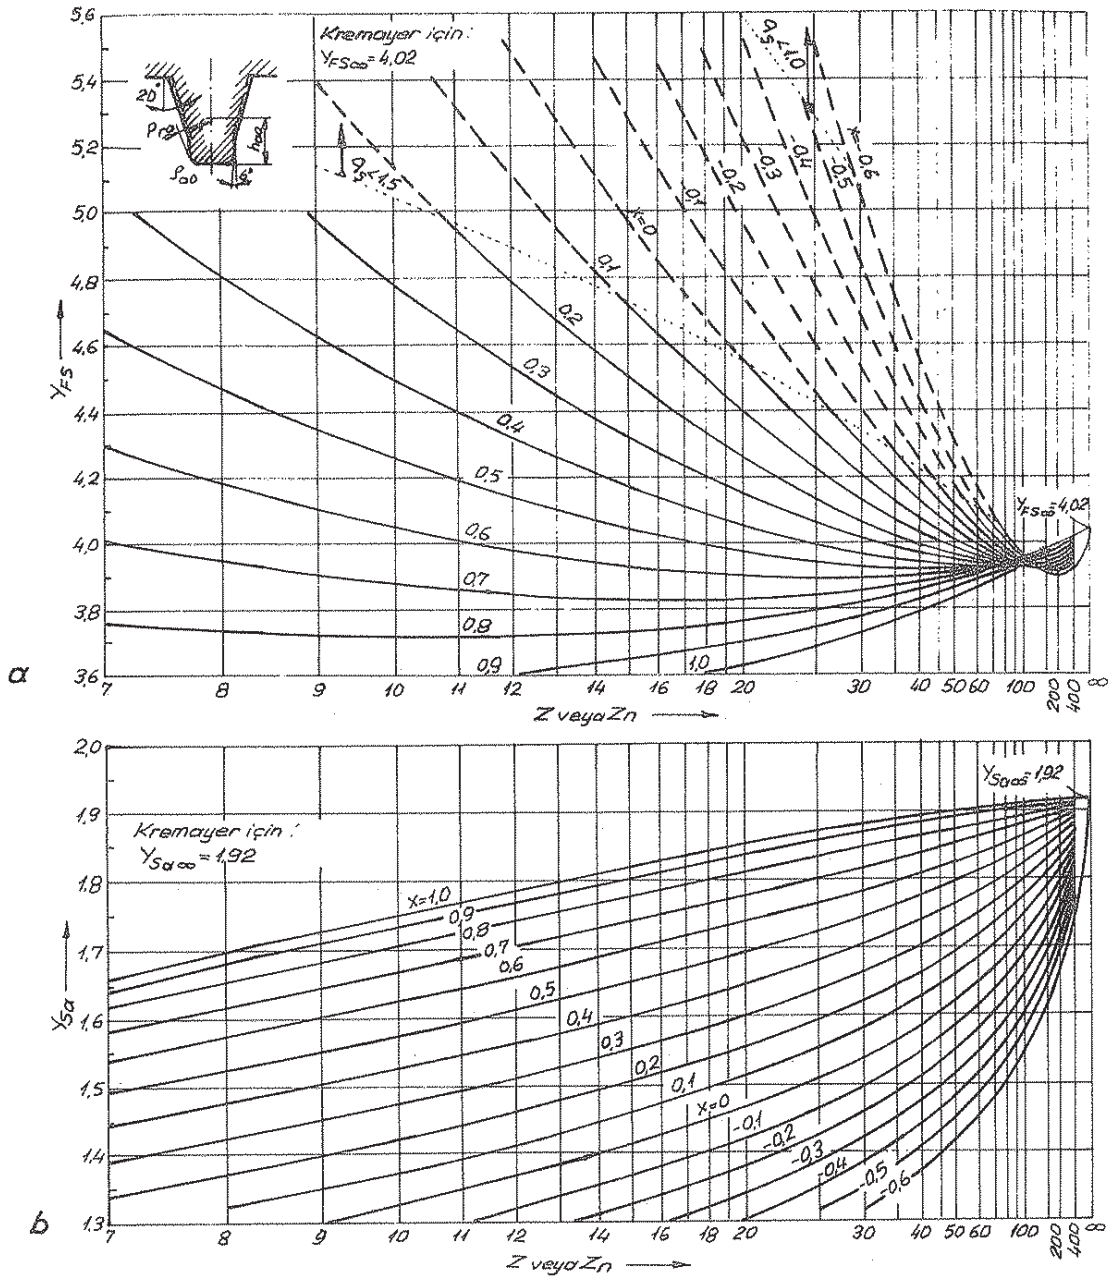 5,6
5,4
5,2
5,0
4,8
4,6
4,4
4,2
4,0
3,8
3,6
Y_FS
Kremayer için:
Y_FS∞ = 4,02
20°
ρ_a0
q_s<1,5
q_s<1,0
x=-0,6
-0,5
-0,4
-0,3
-0,2
-0,1
x=0
0,1
0,2
0,3
0,4
0,5
0,6
0,7
0,8
0,9
1,0
Y_FS∞=4,02
a
7 8 9 10 11 12 14 16 18 20 30 40 50 60 100 200 400 ∞
Z veya Zn
2,0
1,9
1,8
1,7
1,6
1,5
1,4
1,3
Y_Sa
Kremayer için:
Y_Sa∞ = 1,92
Y_Sa∞=1,92
x=1,0
0,9
0,8
0,7
0,6
0,5
0,4
0,3
0,2
0,1
x=0
-0,1
-0,2
-0,3
-0,4
-0,5
-0,6
b
7 8 9 10 11 12 14 16 18 20 30 40 50 60 100 200 400 ∞
Z veya Zn